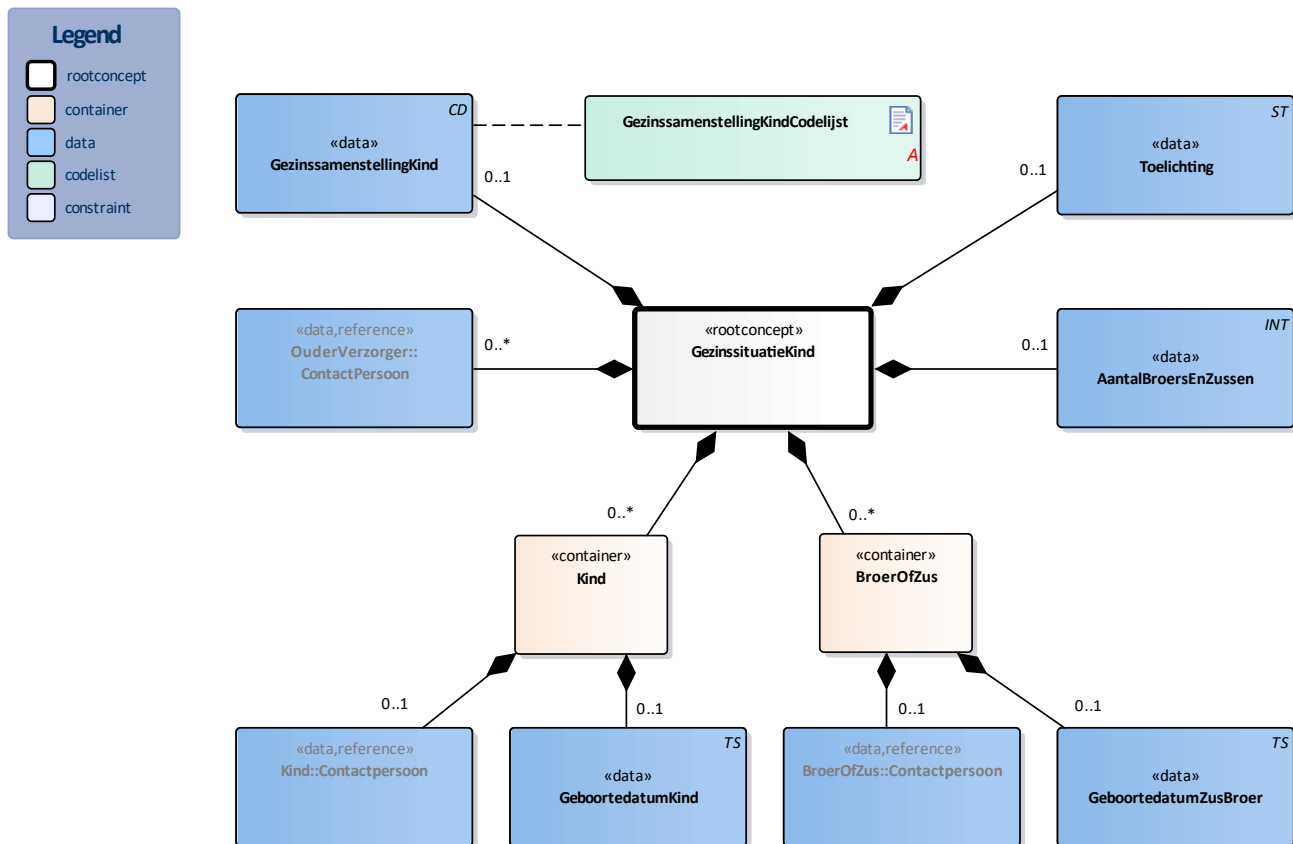 Legend
rootconcept
container
data
codelist
constraint
CD
«data»
GezinssamenstellingKind
GezinssamenstellingKindCodelijst
A
ST
«data»
Toelichting
0..1
0..1
«data,reference»
OuderVerzorger::
ContactPersoon
0..*
«rootconcept»
GezinssituatieKind
0..1
INT
«data»
AantalBroersEnZussen
0..*
0..*
«container»
Kind
«container»
BroerOfZus
0..1
0..1
0..1
0..1
«data,reference»
Kind::Contactpersoon
TS
«data»
GeboortedatumKind
«data,reference»
BroerOfZus::Contactpersoon
TS
«data»
GeboortedatumZusBroer